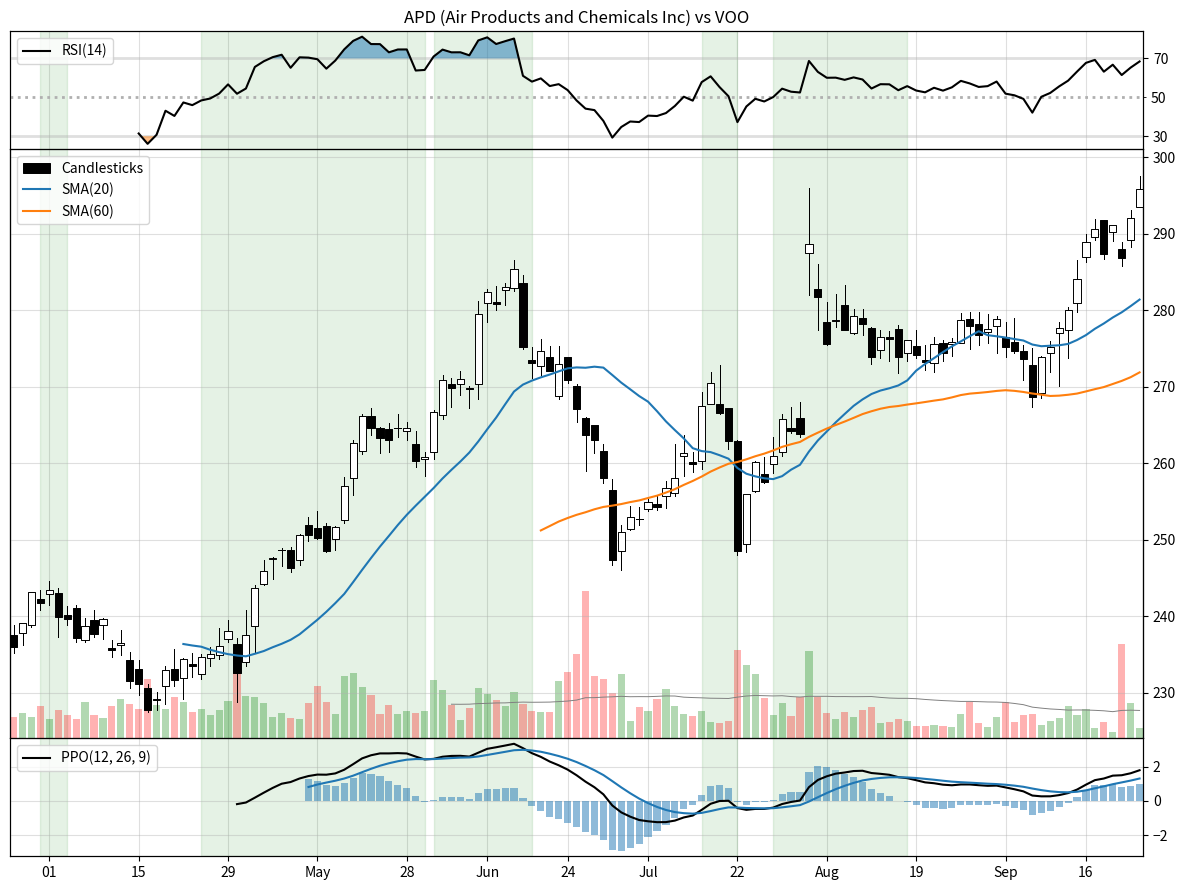 APD (Air Products and Chemicals Inc) vs VOO
RSI(14)
70
50
30
Candlesticks
SMA(20)
SMA(60)
300
290
280
270
260
250
240
230
PPO(12, 26, 9)
2
0
−2
01 15 29 May 28 Jun 24 Jul 22 Aug 19 Sep 16